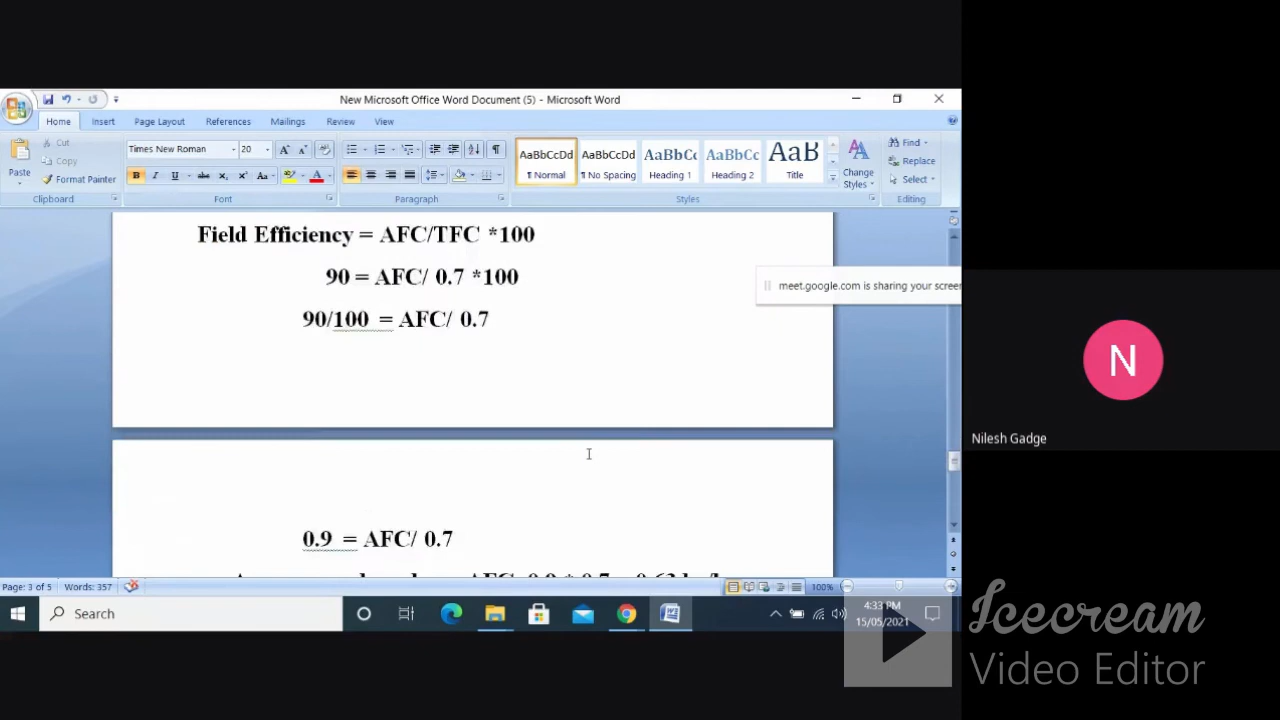 New Microsoft Office Word Document (5) - Microsoft Word
Home Insert Page Layout References Mailings Review View
Paste
Cut
Copy
Format Painter
Clipboard
Times New Roman 20
Font
Paragraph
AaBbCcDd AaBbCcDd AaBbCc AaBbCc AaB
¶ Normal ¶ No Spacing Heading 1 Heading 2 Title
Change Styles
Styles
Find
Replace
Select
Editing
Field Efficiency = AFC/TFC *100
90 = AFC/ 0.7 *100
90/100 = AFC/ 0.7
meet.google.com is sharing your screen
0.9 = AFC/ 0.7
Page: 3 of 5 Words: 357 100%
Search
4:33 PM
15/05/2021
N
Nilesh Gadge
Icecream
Video Editor